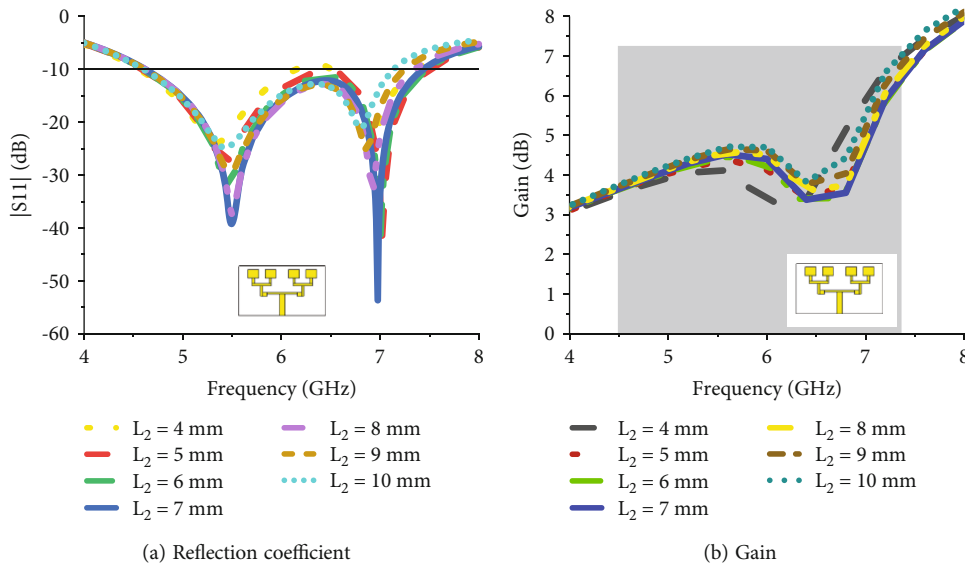 0
-10
-20
-30
-40
-50
-60
|S11| (dB)
4
5
6
7
8
Frequency (GHz)
L2 = 4 mm
L2 = 5 mm
L2 = 6 mm
L2 = 7 mm
L2 = 8 mm
L2 = 9 mm
L2 = 10 mm
(a) Reflection coefficient
8
7
6
5
4
3
2
1
0
Gain (dB)
4
5
6
7
8
Frequency (GHz)
L2 = 4 mm
L2 = 5 mm
L2 = 6 mm
L2 = 7 mm
L2 = 8 mm
L2 = 9 mm
L2 = 10 mm
(b) Gain